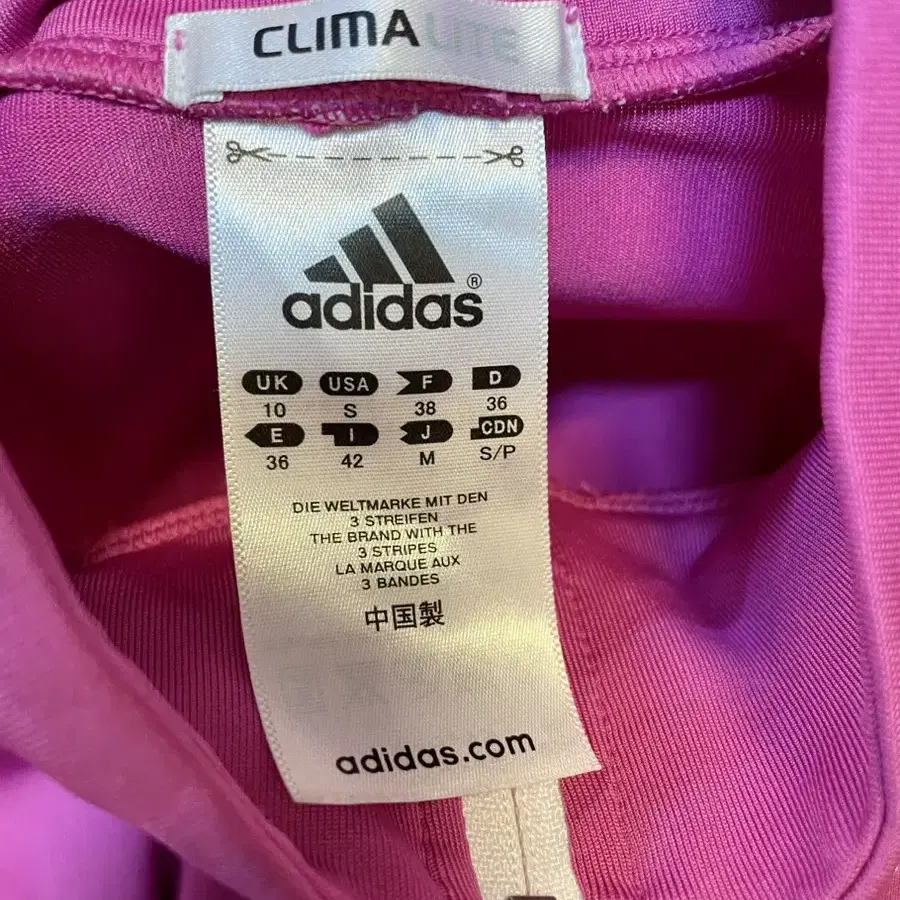 CLIMALITE
adidas®
UK USA F D
10 S 38 36
E I J CDN
36 42 M S/P
DIE WELTMARKE MIT DEN
3 STREIFEN
THE BRAND WITH THE
3 STRIPES
LA MARQUE AUX
3 BANDES
中国製
adidas.com